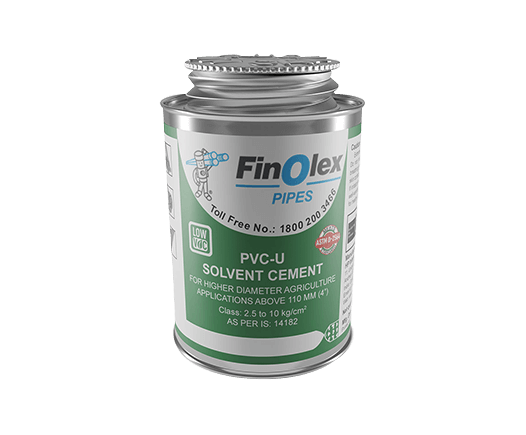 FinOlex
PIPES
Toll Free No.: 1800 200 3466
LOW
VOC
PVC-U
SOLVENT CEMENT
FOR HIGHER DIAMETER AGRICULTURE
APPLICATIONS ABOVE 110 MM (4")
Class: 2.5 to 10 kg/cm²
AS PER IS: 14182